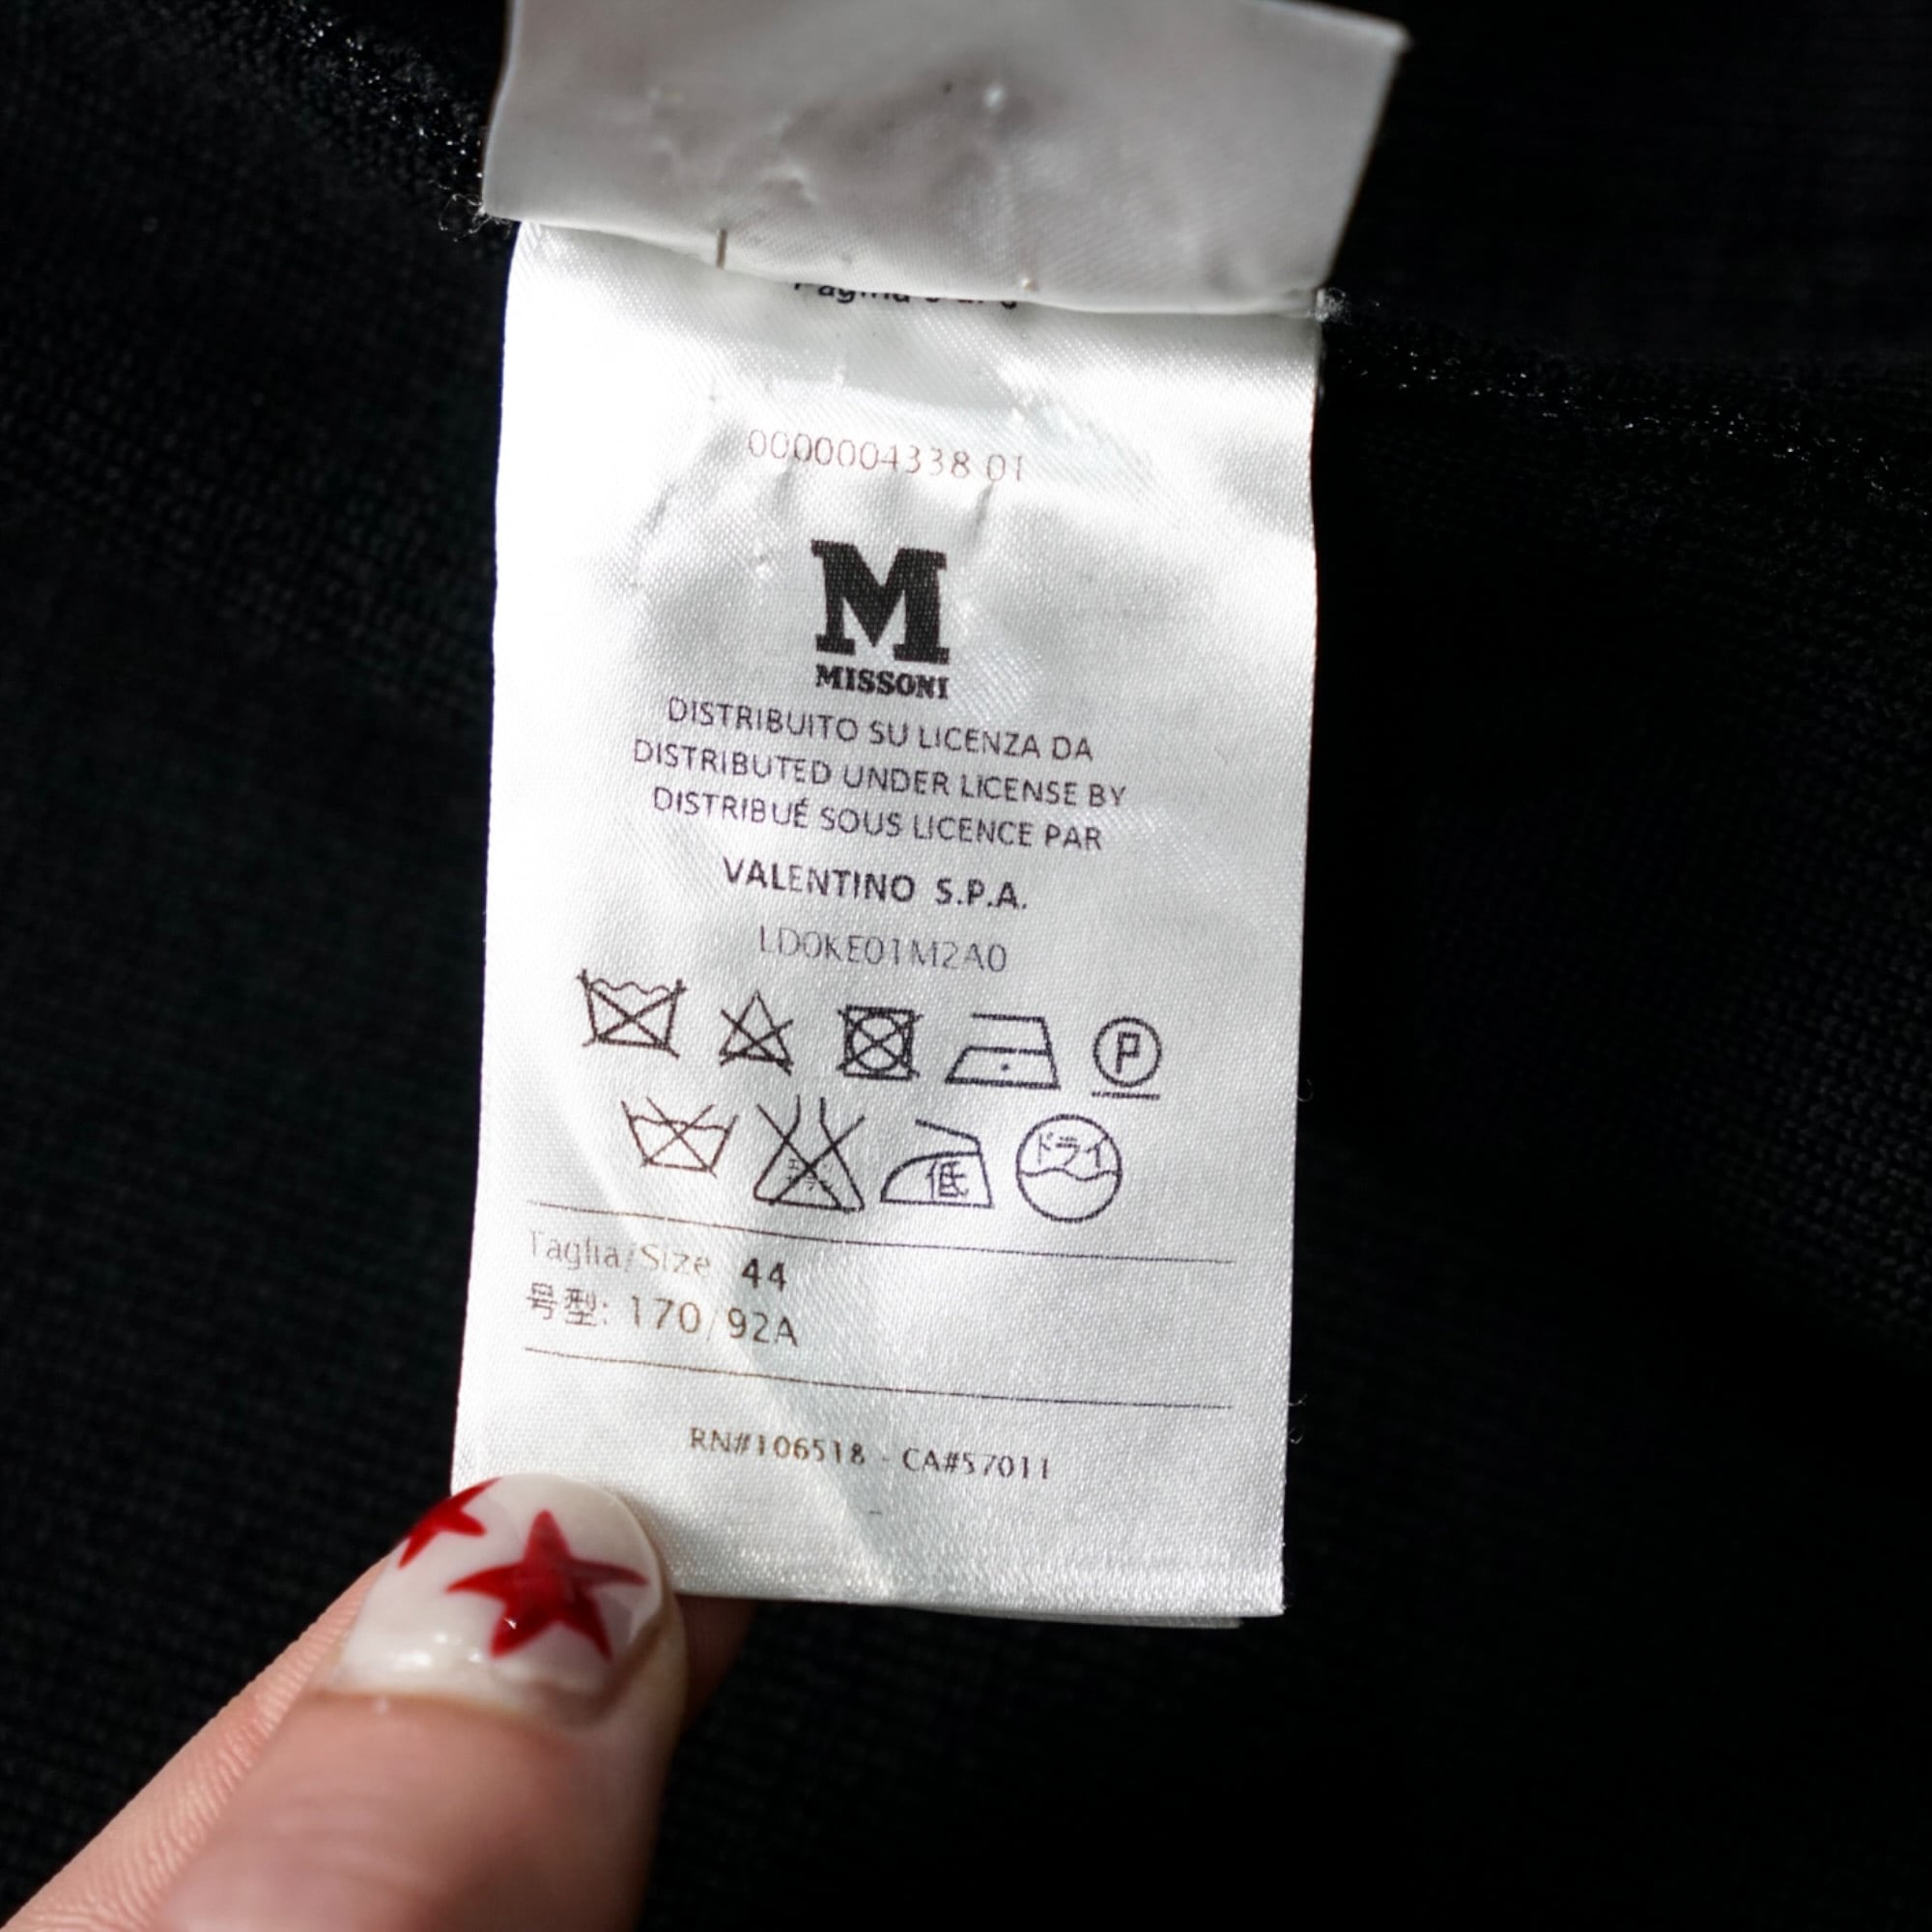 0000004338 01
M
MISSONI
DISTRIBUITO SU LICENZA DA
DISTRIBUTED UNDER LICENSE BY
DISTRIBUÉ SOUS LICENCE PAR
VALENTINO S.P.A.
LD0KE01M2A0
P
低 ドライ
Taglia/Size 44
号型: 170/92A
RN#106518 - CA#57011